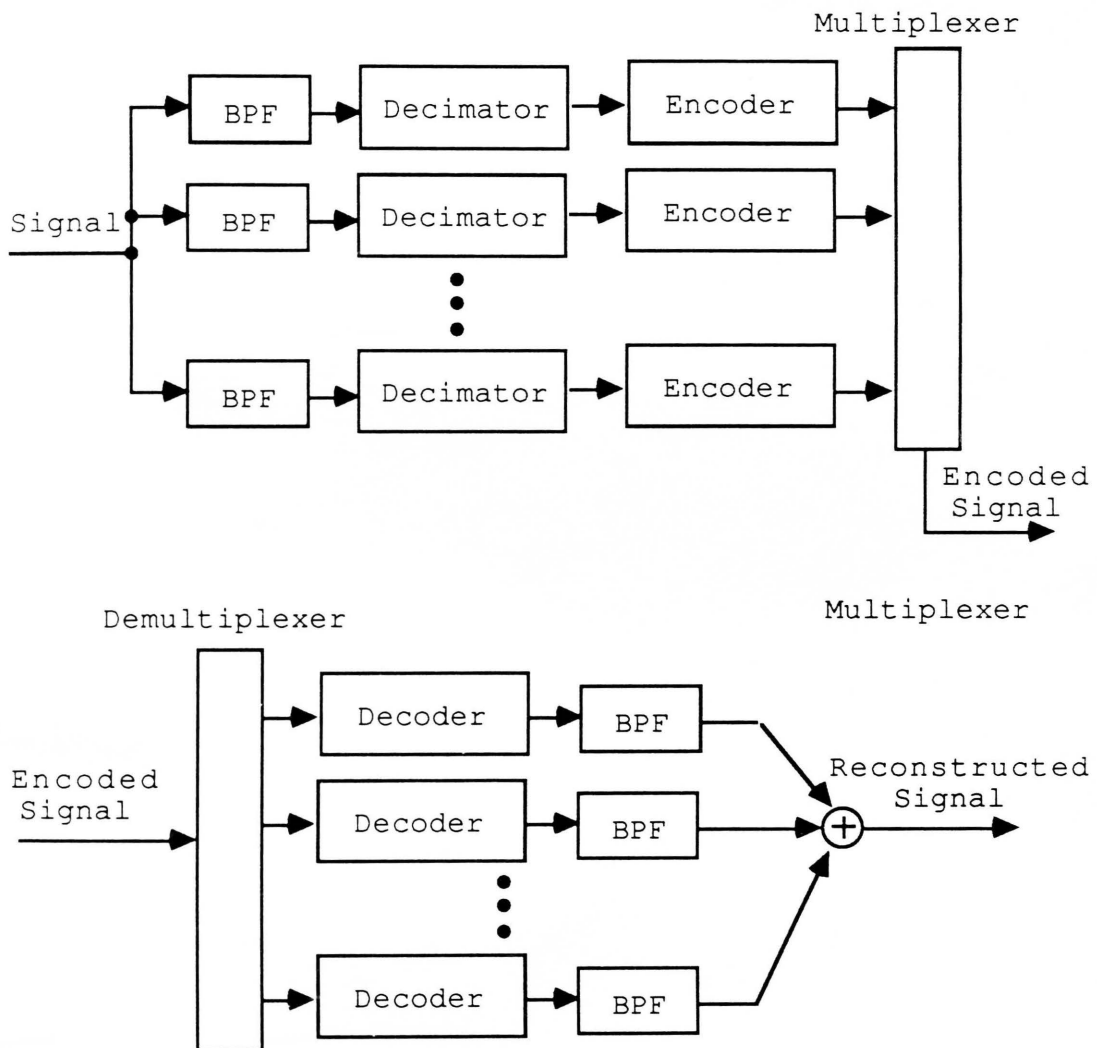 Multiplexer
BPF
Decimator
Encoder
Signal
BPF
Decimator
Encoder
BPF
Decimator
Encoder
Encoded
Signal
Demultiplexer
Multiplexer
Decoder
BPF
Encoded
Signal
Decoder
BPF
Reconstructed
Signal
+
Decoder
BPF